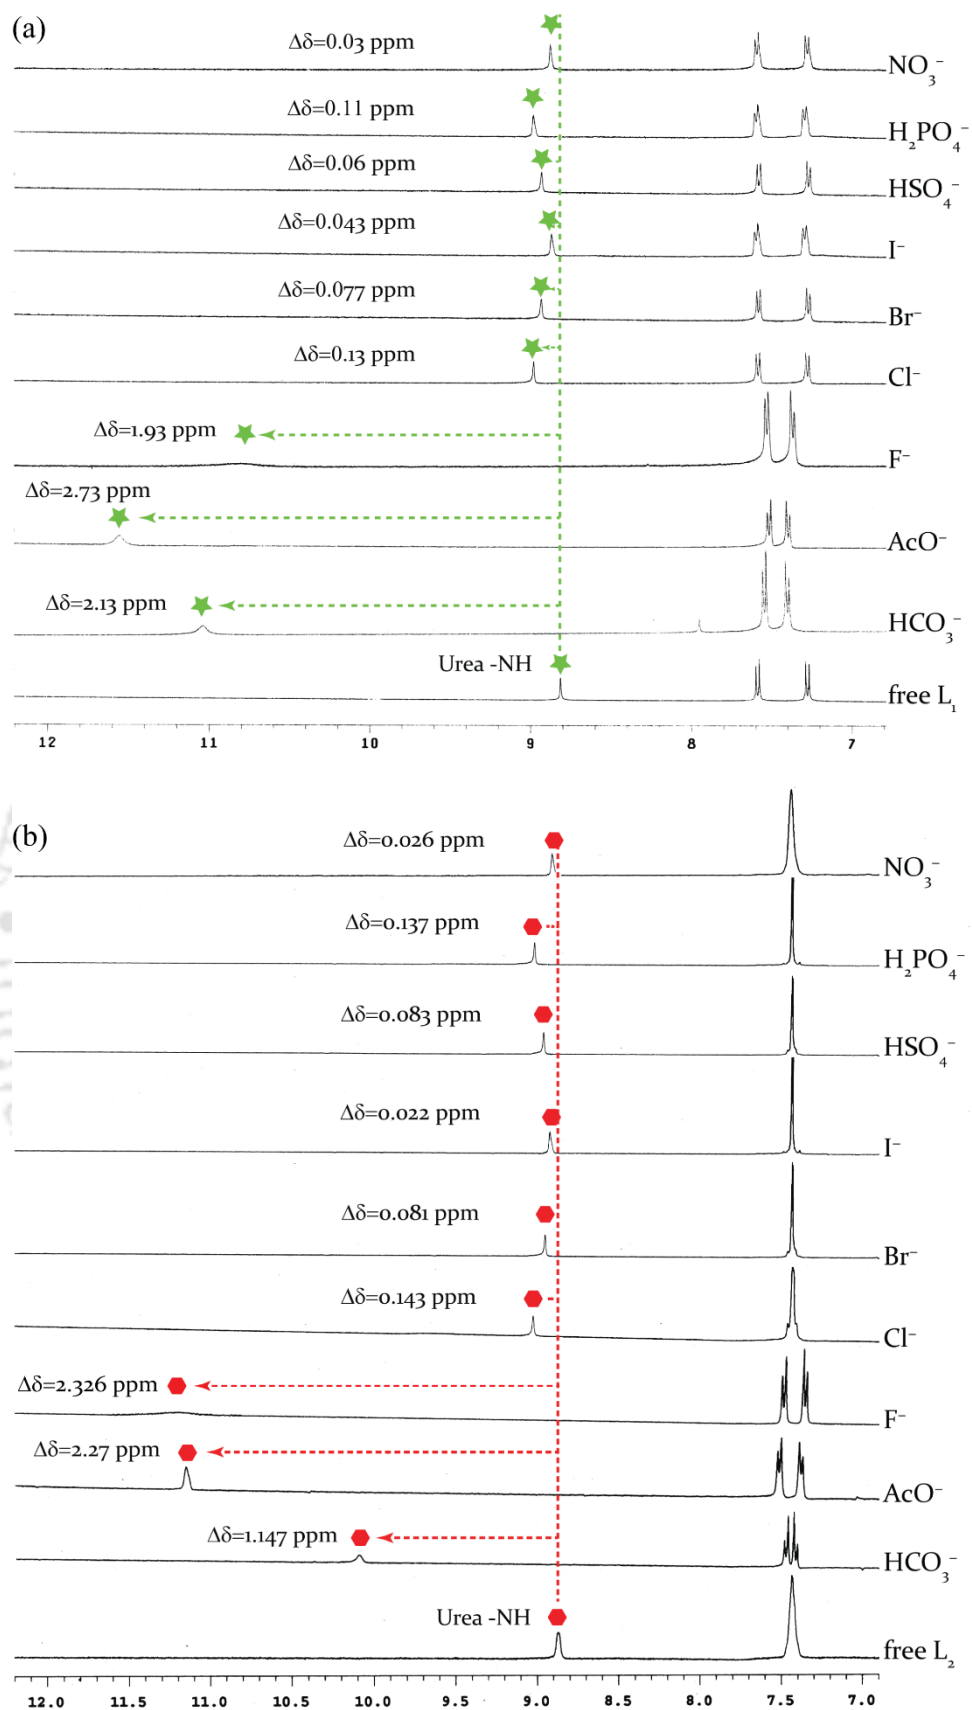 (a)
Δδ=0.03 ppm
NO₃⁻
Δδ=0.11 ppm
H₂PO₄⁻
Δδ=0.06 ppm
HSO₄⁻
Δδ=0.043 ppm
I⁻
Δδ=0.077 ppm
Br⁻
Δδ=0.13 ppm
Cl⁻
Δδ=1.93 ppm
F⁻
Δδ=2.73 ppm
AcO⁻
Δδ=2.13 ppm
HCO₃⁻
Urea -NH
free L₁
12 11 10 9 8 7
(b)
Δδ=0.026 ppm
NO₃⁻
Δδ=0.137 ppm
H₂PO₄⁻
Δδ=0.083 ppm
HSO₄⁻
Δδ=0.022 ppm
I⁻
Δδ=0.081 ppm
Br⁻
Δδ=0.143 ppm
Cl⁻
Δδ=2.326 ppm
F⁻
Δδ=2.27 ppm
AcO⁻
Δδ=1.147 ppm
HCO₃⁻
Urea -NH
free L₂
12.0 11.5 11.0 10.5 10.0 9.5 9.0 8.5 8.0 7.5 7.0